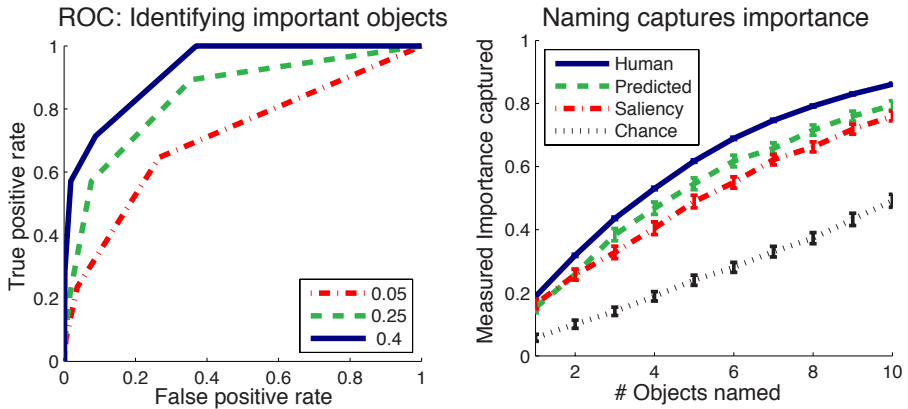 ROC: Identifying important objects
1
0.8
0.6
0.4
0.2
0
0
0.2
0.4
0.6
0.8
1
True positive rate
False positive rate
0.05
0.25
0.4
Naming captures importance
1
0.8
0.6
0.4
0.2
0
2
4
6
8
10
Measured Importance captured
# Objects named
Human
Predicted
Saliency
Chance